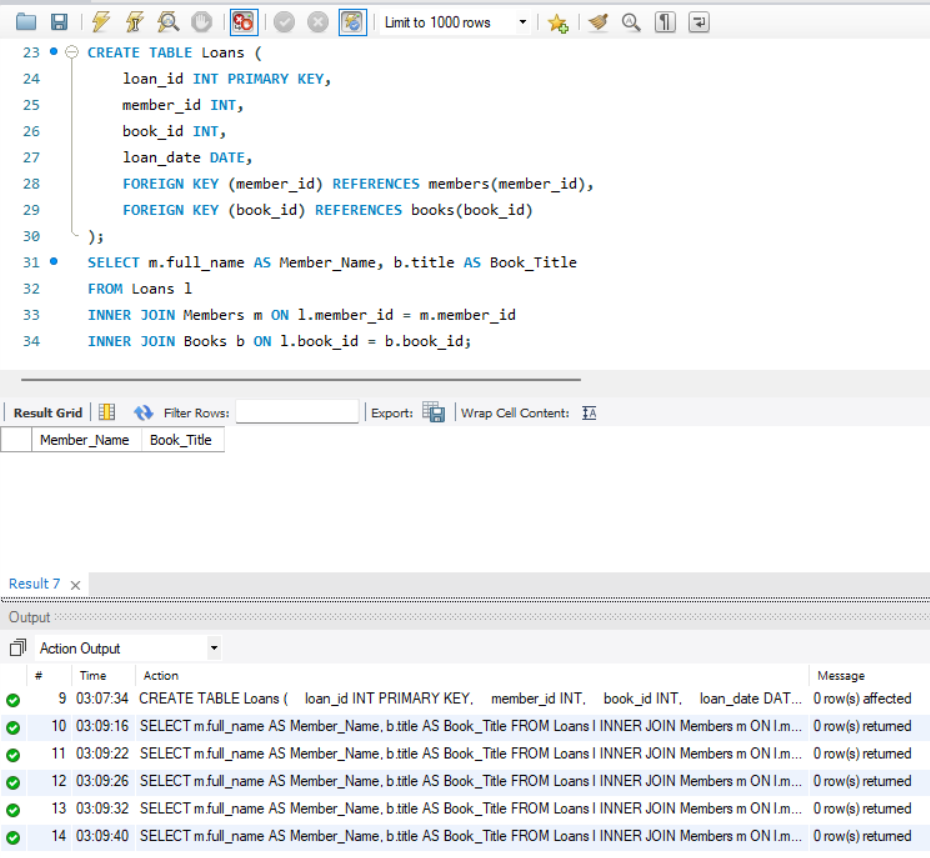 Limit to 1000 rows
23 CREATE TABLE Loans (
24 loan_id INT PRIMARY KEY,
25 member_id INT,
26 book_id INT,
27 loan_date DATE,
28 FOREIGN KEY (member_id) REFERENCES members(member_id),
29 FOREIGN KEY (book_id) REFERENCES books(book_id)
30 );
31 SELECT m.full_name AS Member_Name, b.title AS Book_Title
32 FROM Loans l
33 INNER JOIN Members m ON l.member_id = m.member_id
34 INNER JOIN Books b ON l.book_id = b.book_id;
Result Grid Filter Rows: Export: Wrap Cell Content: IA
Member_Name Book_Title
Result 7
Output
Action Output
# Time Action Message
9 03:07:34 CREATE TABLE Loans ( loan_id INT PRIMARY KEY, member_id INT, book_id INT, loan_date DAT... 0 row(s) affected
10 03:09:16 SELECT m.full_name AS Member_Name, b.title AS Book_Title FROM Loans l INNER JOIN Members m ON l.m... 0 row(s) returned
11 03:09:22 SELECT m.full_name AS Member_Name, b.title AS Book_Title FROM Loans l INNER JOIN Members m ON l.m... 0 row(s) returned
12 03:09:26 SELECT m.full_name AS Member_Name, b.title AS Book_Title FROM Loans l INNER JOIN Members m ON l.m... 0 row(s) returned
13 03:09:32 SELECT m.full_name AS Member_Name, b.title AS Book_Title FROM Loans l INNER JOIN Members m ON l.m... 0 row(s) returned
14 03:09:40 SELECT m.full_name AS Member_Name, b.title AS Book_Title FROM Loans l INNER JOIN Members m ON l.m... 0 row(s) returned